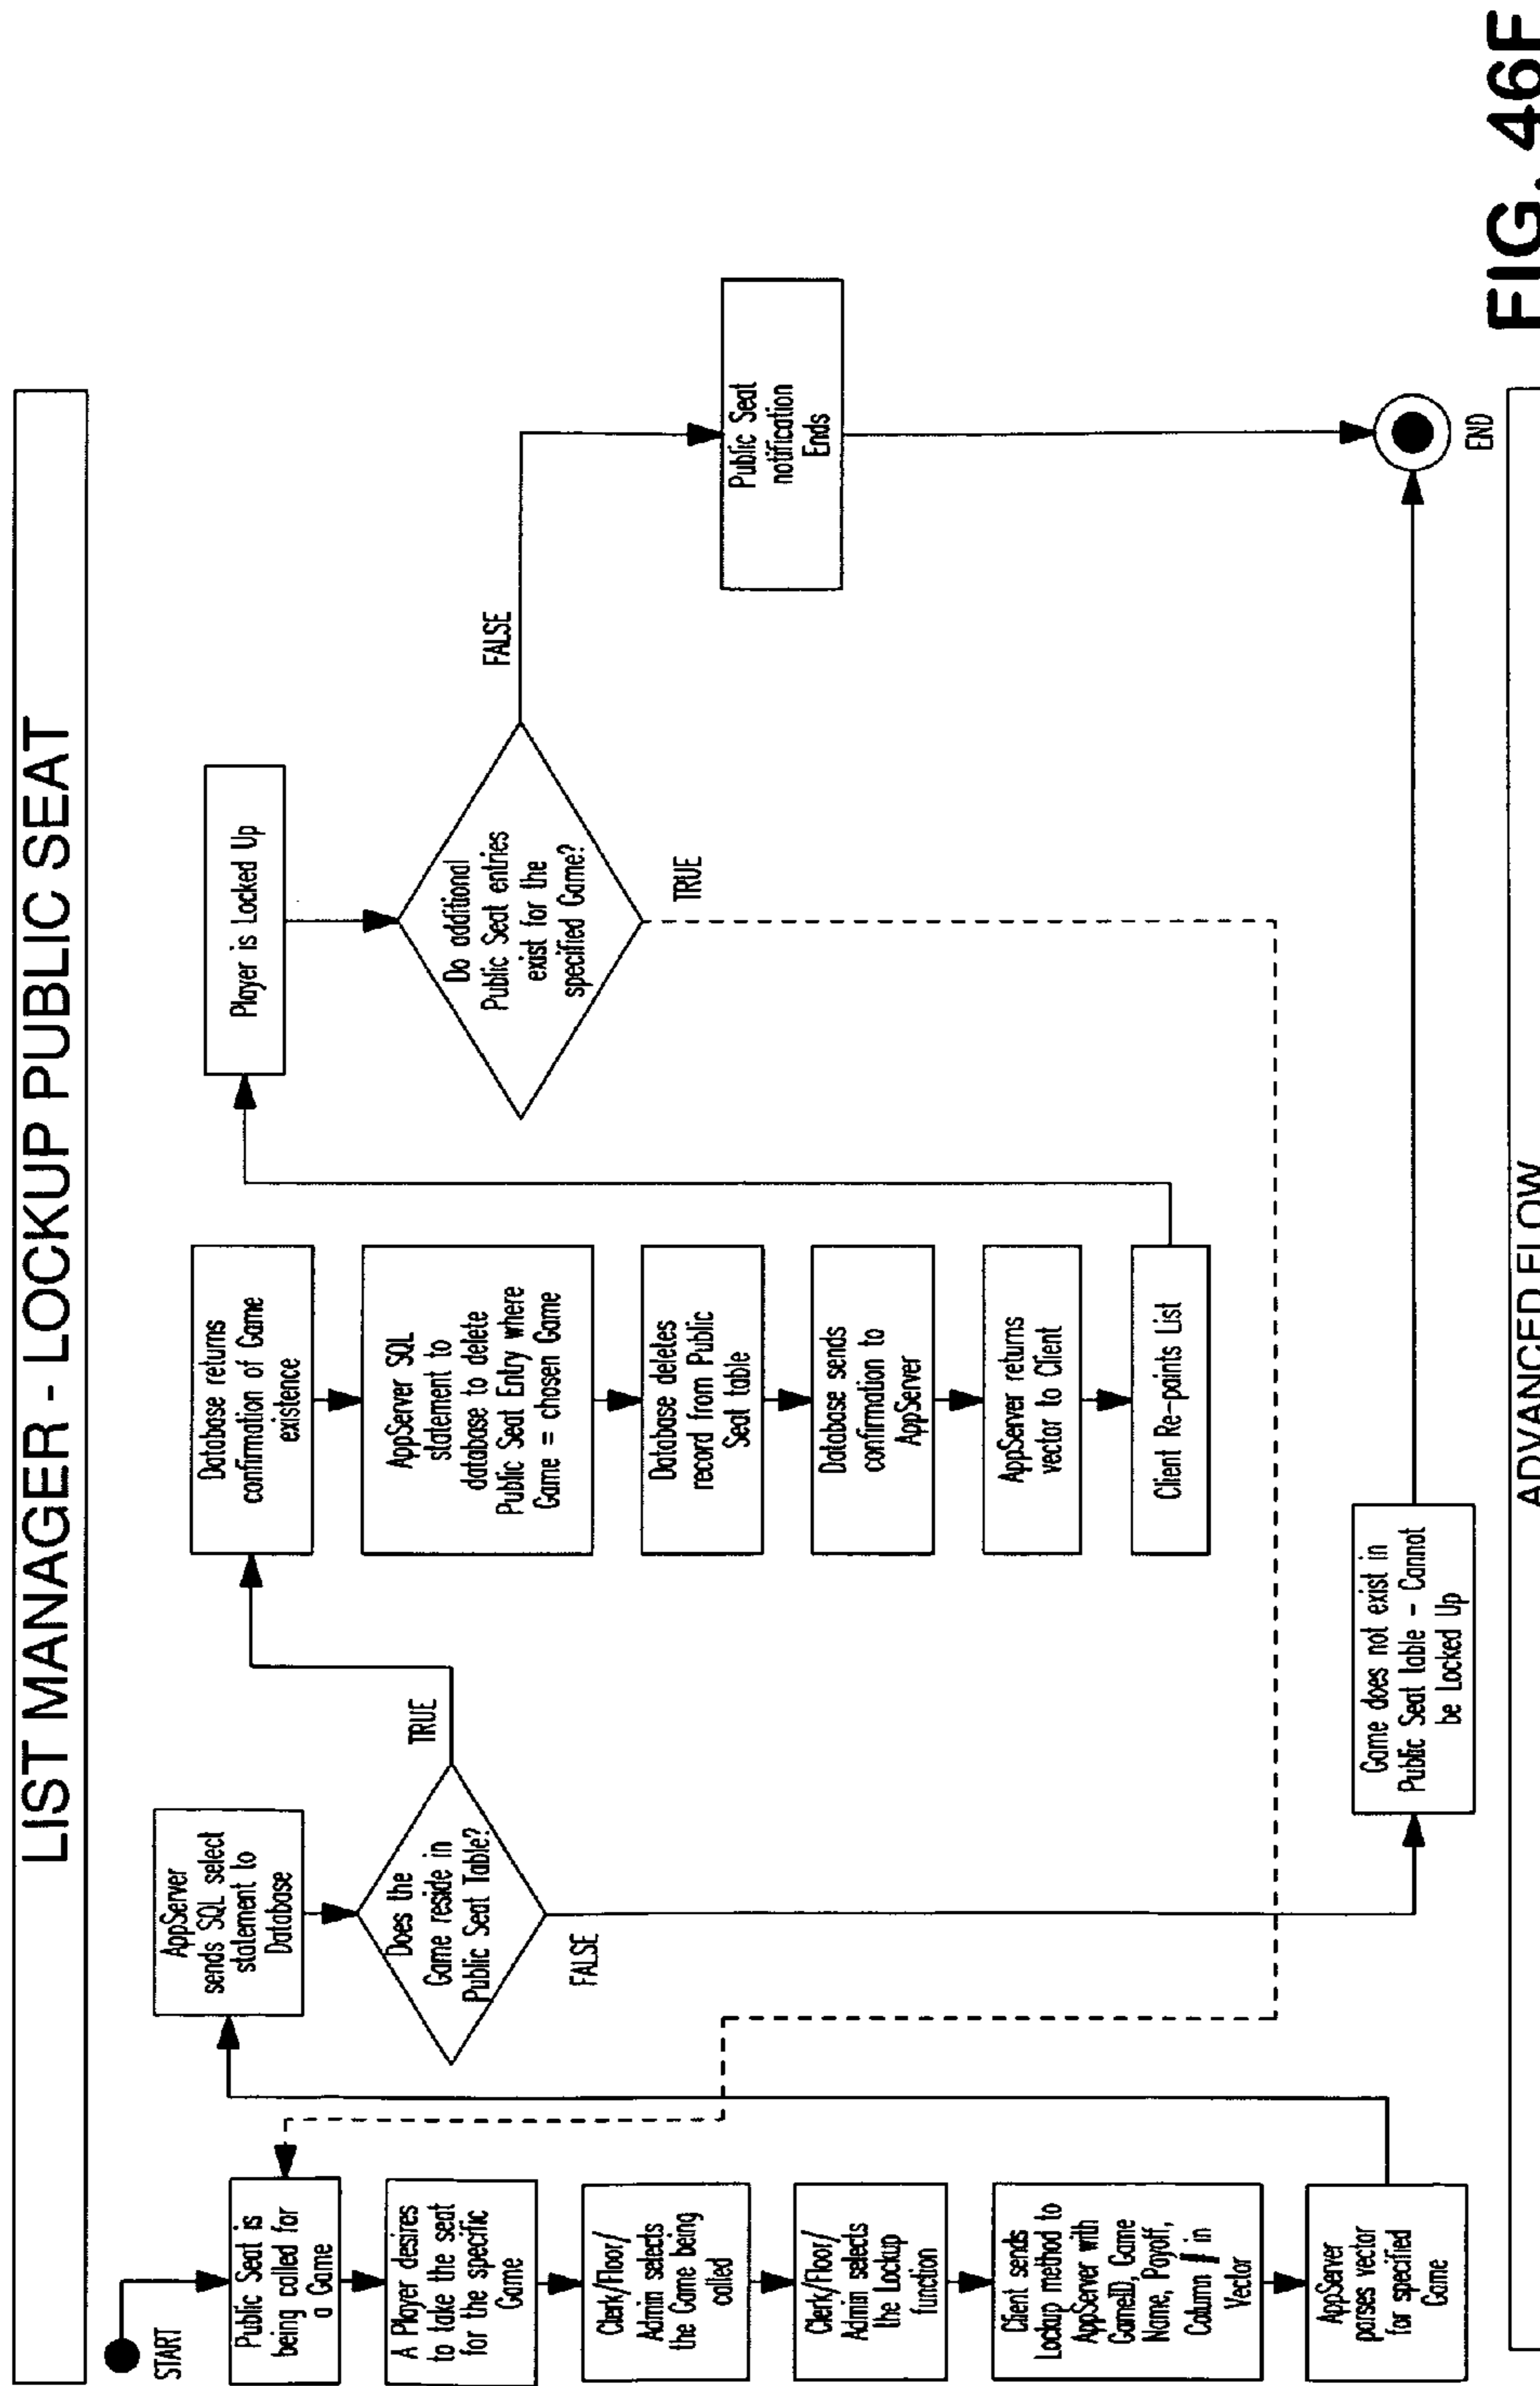 LIST MANAGER - LOCKUP PUBLIC SEAT
START
Public Seat is
being called for
a Game
A Player desires
to take the seat
for the specific
Game
Clerk/Floor/
Admin selects
the Game being
called
Clerk/Floor/
Admin selects
the Lockup
function
Client sends
Lockup method to
AppServer with
GameID, Game
Name, Payoff,
Column # in
Vector
AppServer
parses vector
for specified
Game
AppServer
sends SQL select
statement to
Database
Does the
Game reside in
Public Seat Table?
TRUE
FALSE
Database returns
confirmation of Game
existence
AppServer SQL
statement to
database to delete
Public Seat Entry where
Game = chosen Game
Database deletes
record from Public
Seat table
Database sends
confirmation to
AppServer
AppServer returns
vector to Client
Client Re-paints List
Game does not exist in
Public Seat table - Cannot
be Locked Up
Player is Locked Up
Do additional
Public Seat entries
exist for the
specified Game?
FALSE
TRUE
Public Seat
notification
Ends
END
ADVANCED FLOW
FIG. 46F